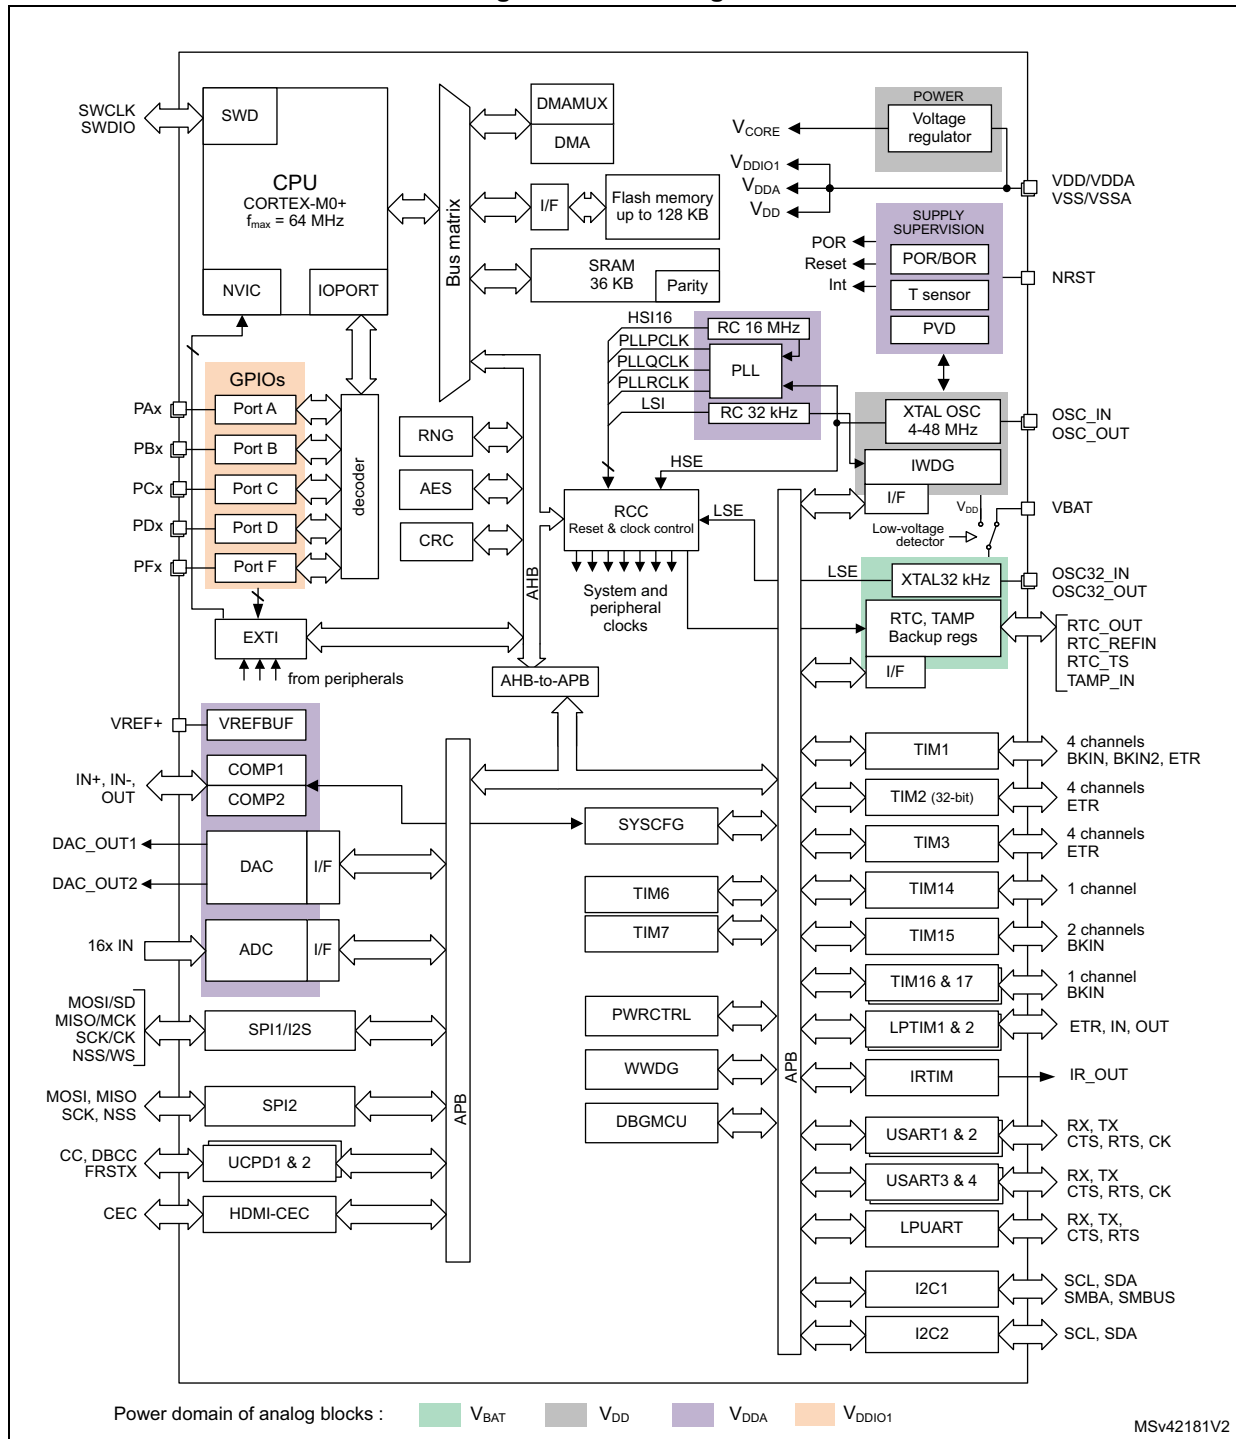 SWCLK
SWDIO
SWD
CPU
CORTEX-M0+
fmax = 64 MHz
NVIC
IOPORT
Bus matrix
DMAMUX
DMA
I/F
Flash memory
up to 128 KB
SRAM
36 KB
Parity
POWER
Voltage
regulator
VCORE
VDDIO1
VDDA
VDD
VDD/VDDA
VSS/VSSA
SUPPLY
SUPERVISION
POR
Reset
Int
POR/BOR
T sensor
PVD
NRST
HSI16
PLLPCLK
PLLQCLK
PLLRCLK
LSI
RC 16 MHz
PLL
RC 32 kHz
GPIOs
PAx
Port A
PBx
Port B
PCx
Port C
PDx
Port D
PFx
Port F
decoder
RNG
AES
CRC
AHB
HSE
RCC
Reset & clock control
LSE
System and
peripheral
clocks
XTAL OSC
4-48 MHz
OSC_IN
OSC_OUT
IWDG
I/F
VDD
VBAT
Low-voltage
detector
LSE
XTAL32 kHz
OSC32_IN
OSC32_OUT
RTC, TAMP
Backup regs
I/F
RTC_OUT
RTC_REFIN
RTC_TS
TAMP_IN
EXTI
from peripherals
AHB-to-APB
VREF+
VREFBUF
IN+, IN-,
OUT
COMP1
COMP2
DAC_OUT1
DAC_OUT2
DAC
I/F
16x IN
ADC
I/F
MOSI/SD
MISO/MCK
SCK/CK
NSS/WS
SPI1/I2S
MOSI, MISO
SCK, NSS
SPI2
CC, DBCC
FRSTX
UCPD1 & 2
CEC
HDMI-CEC
APB
SYSCFG
TIM6
TIM7
PWRCTRL
WWDG
DBGMCU
APB
TIM1
4 channels
BKIN, BKIN2, ETR
TIM2 (32-bit)
4 channels
ETR
TIM3
4 channels
ETR
TIM14
1 channel
TIM15
2 channels
BKIN
TIM16 & 17
1 channel
BKIN
LPTIM1 & 2
ETR, IN, OUT
IRTIM
IR_OUT
USART1 & 2
RX, TX
CTS, RTS, CK
USART3 & 4
RX, TX
CTS, RTS, CK
LPUART
RX, TX,
CTS, RTS
I2C1
SCL, SDA
SMBA, SMBUS
I2C2
SCL, SDA
Power domain of analog blocks :
VBAT
VDD
VDDA
VDDIO1
MSv42181V2